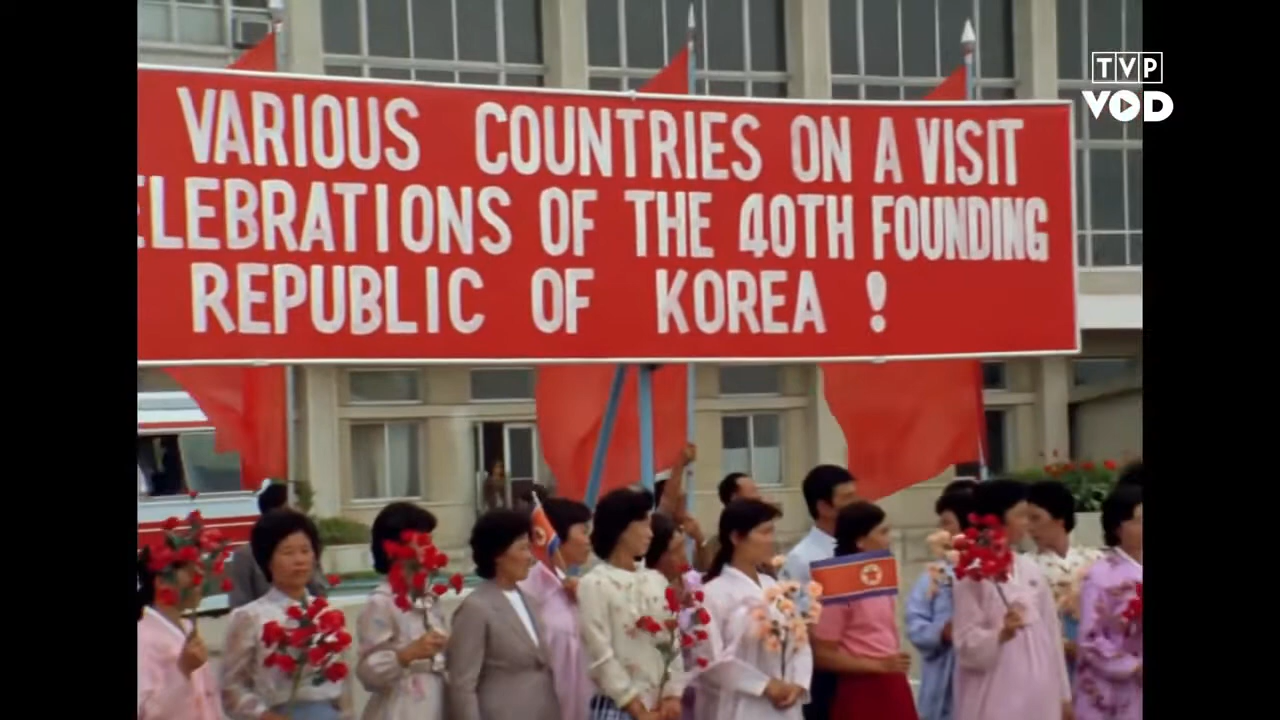 VARIOUS COUNTRIES ON A VISIT
ELEBRATIONS OF THE 40TH FOUNDING
REPUBLIC OF KOREA !
TVP
VOD